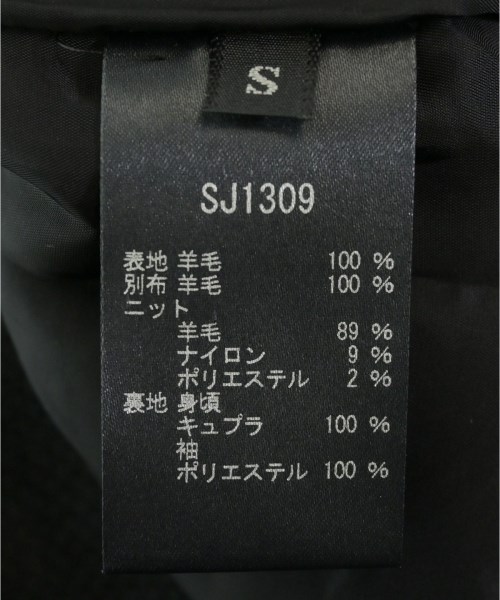 S
SJ1309
表地 羊毛 100 %
別布 羊毛 100 %
ニット
羊毛 89 %
ナイロン 9 %
ポリエステル 2 %
裏地 身頃
キュプラ 100 %
袖
ポリエステル 100 %